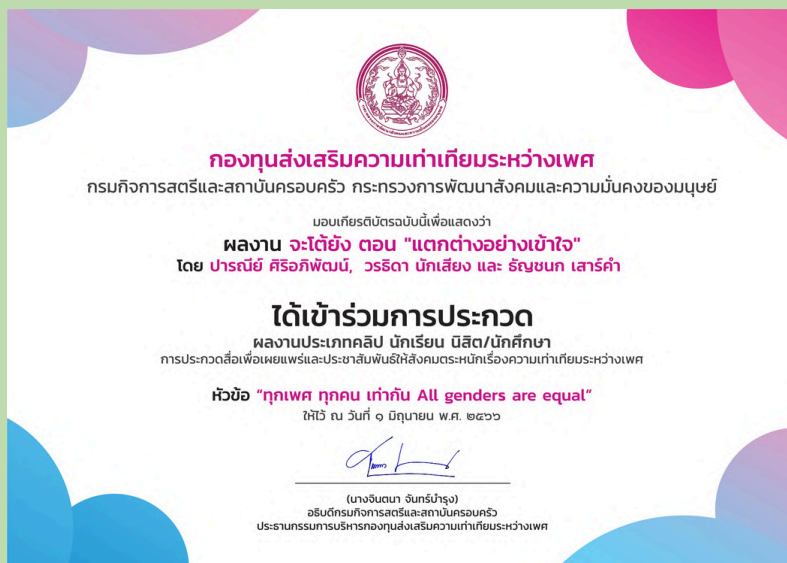 กองทุนส่งเสริมความเท่าเทียมระหว่างเพศ
กรมกิจการสตรีและสถาบันครอบครัว กระทรวงการพัฒนาสังคมและความมั่นคงของมนุษย์
มอบเกียรติบัตรฉบับนี้เพื่อแสดงว่า
ผลงาน จะโต้ยัง ตอน "แตกต่างอย่างเข้าใจ"
โดย ปารณีย์ ศิริอภิพัฒน์, วรธิดา นักเสียง และ ธัญชนก เสาร์คำ
ได้เข้าร่วมการประกวด
ผลงานประเภทคลิป นักเรียน นิสิต/นักศึกษา
การประกวดสื่อเพื่อเผยแพร่และประชาสัมพันธ์ให้สังคมตระหนักเรื่องความเท่าเทียมระหว่างเพศ
หัวข้อ “ทุกเพศ ทุกคน เท่ากัน All genders are equal”
ให้ไว้ ณ วันที่ ๑ มิถุนายน พ.ศ. ๒๕๖๖
(นางจินตนา จันทร์บำรุง)
อธิบดีกรมกิจการสตรีและสถาบันครอบครัว
ประธานกรรมการบริหารกองทุนส่งเสริมความเท่าเทียมระหว่างเพศ